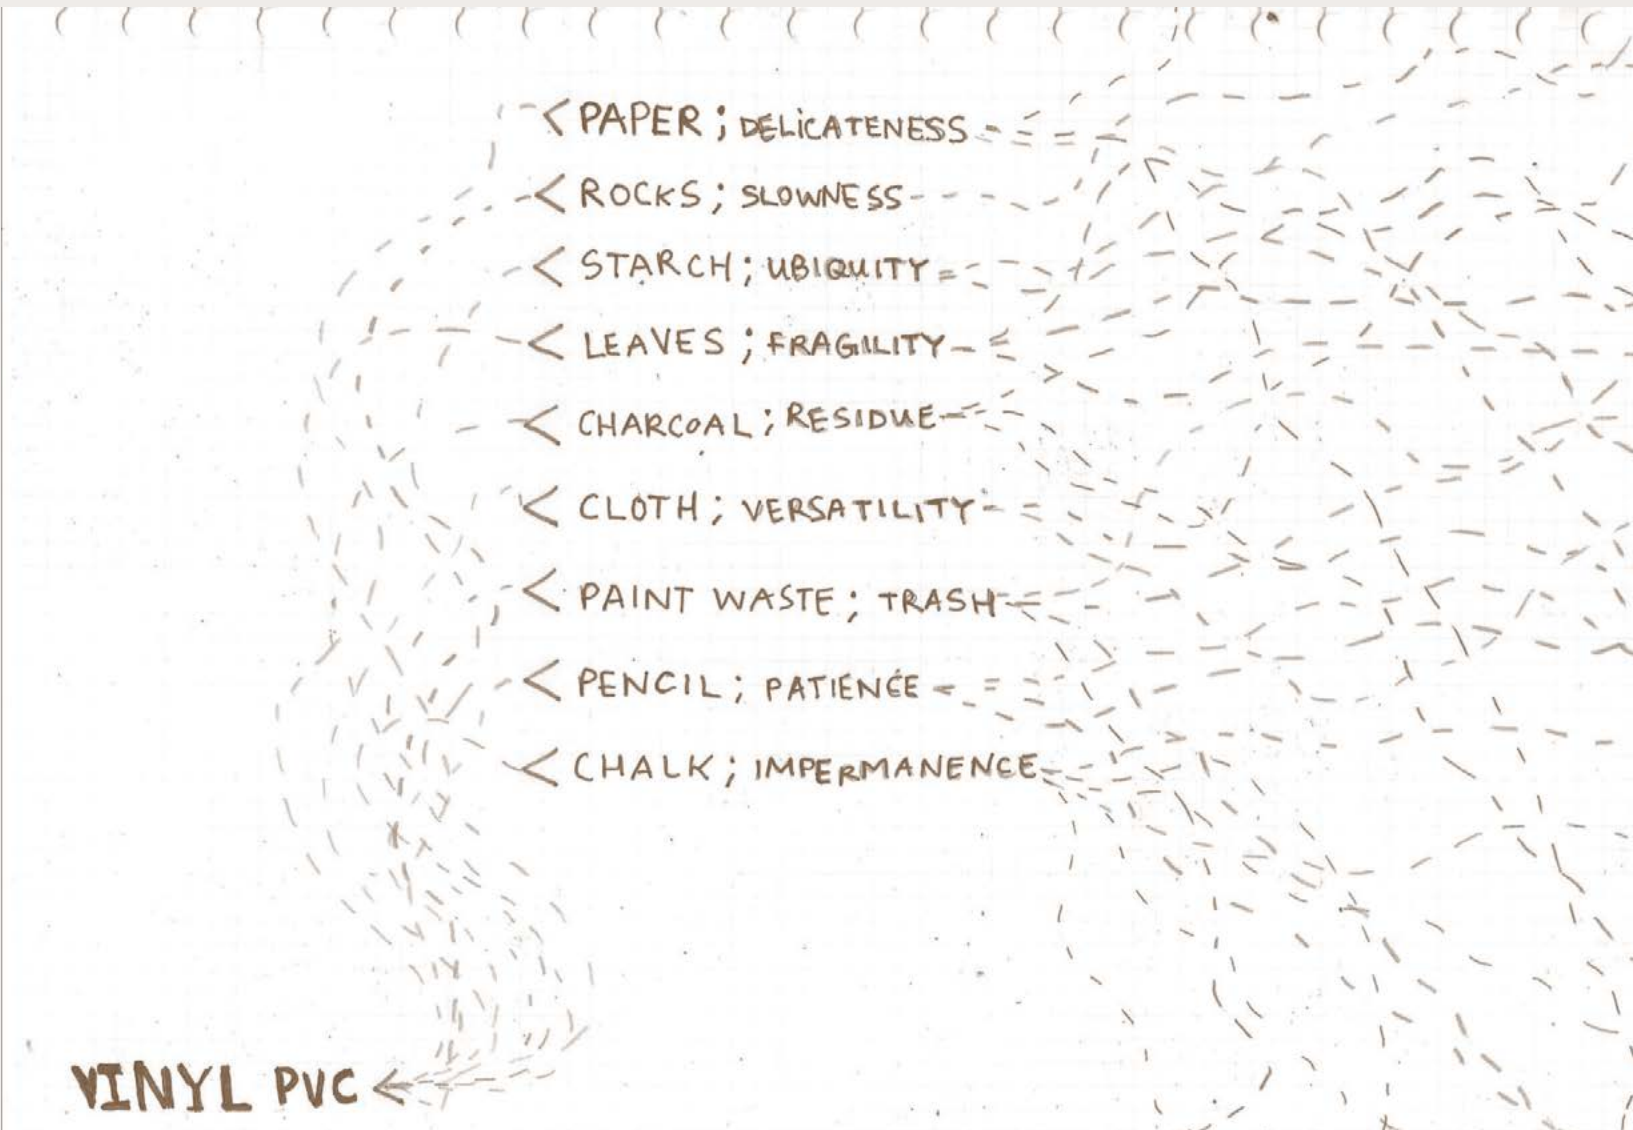 < PAPER ; DELiCATENESS
< ROCKS ; SLOWNESS
< STARCH ; UBIQUITY
< LEAVES ; FRAGILITY
< CHARCOAL ; RESIDUE
< CLOTH ; VERSATILITY
< PAINT WASTE ; TRASH
< PENCIL ; PATIENCE
< CHALK ; IMPERMANENCE
VINYL PVC <